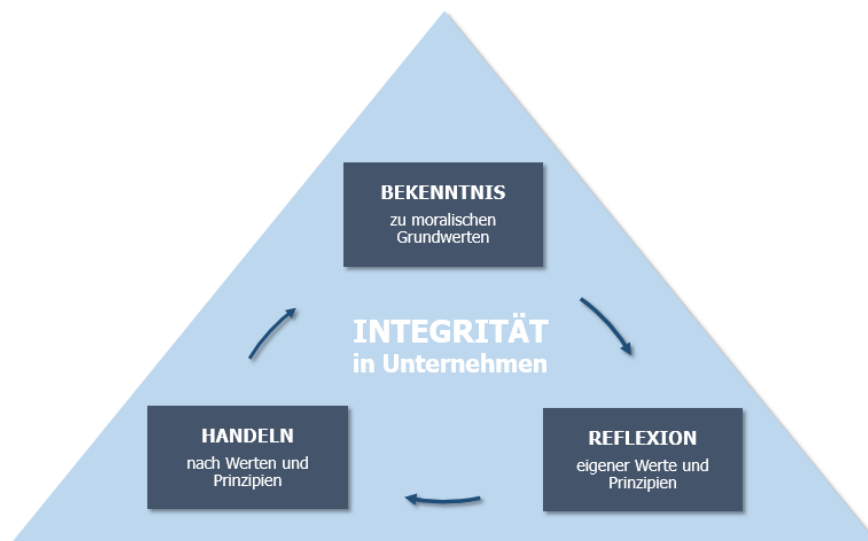 BEKENNTNIS
zu moralischen
Grundwerten
INTEGRITÄT
in Unternehmen
HANDELN
nach Werten und
Prinzipien
REFLEXION
eigener Werte und
Prinzipien